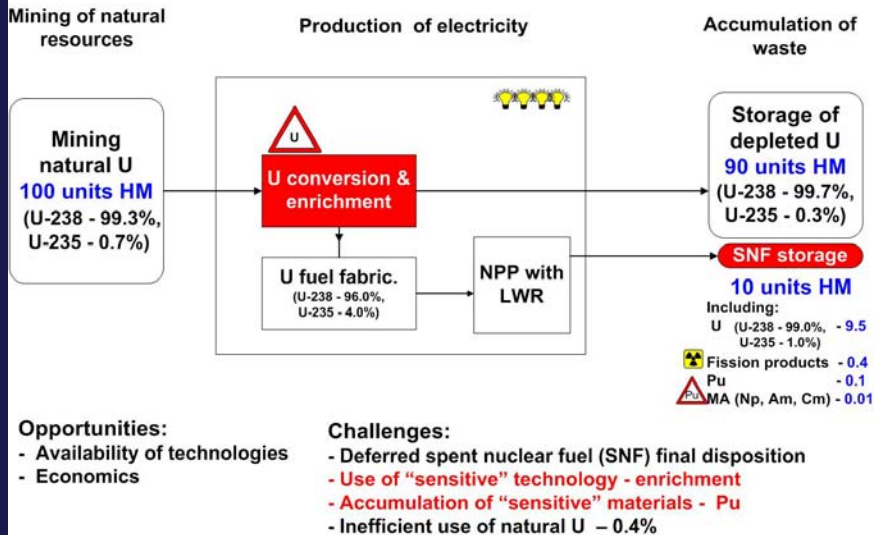 Mining of natural
resources
Production of electricity
Accumulation of
waste
Mining
natural U
100 units HM
(U-238 - 99.3%,
U-235 - 0.7%)
U
U conversion &
enrichment
U fuel fabric.
(U-238 - 96.0%,
U-235 - 4.0%)
NPP with
LWR
Storage of
depleted U
90 units HM
(U-238 - 99.7%,
U-235 - 0.3%)
SNF storage
10 units HM
Including:
U (U-238 - 99.0%, - 9.5
U-235 - 1.0%)
Fission products - 0.4
Pu - 0.1
Pu
MA (Np, Am, Cm) - 0.01
Opportunities:
- Availability of technologies
- Economics
Challenges:
- Deferred spent nuclear fuel (SNF) final disposition
- Use of “sensitive” technology - enrichment
- Accumulation of “sensitive” materials - Pu
- Inefficient use of natural U – 0.4%